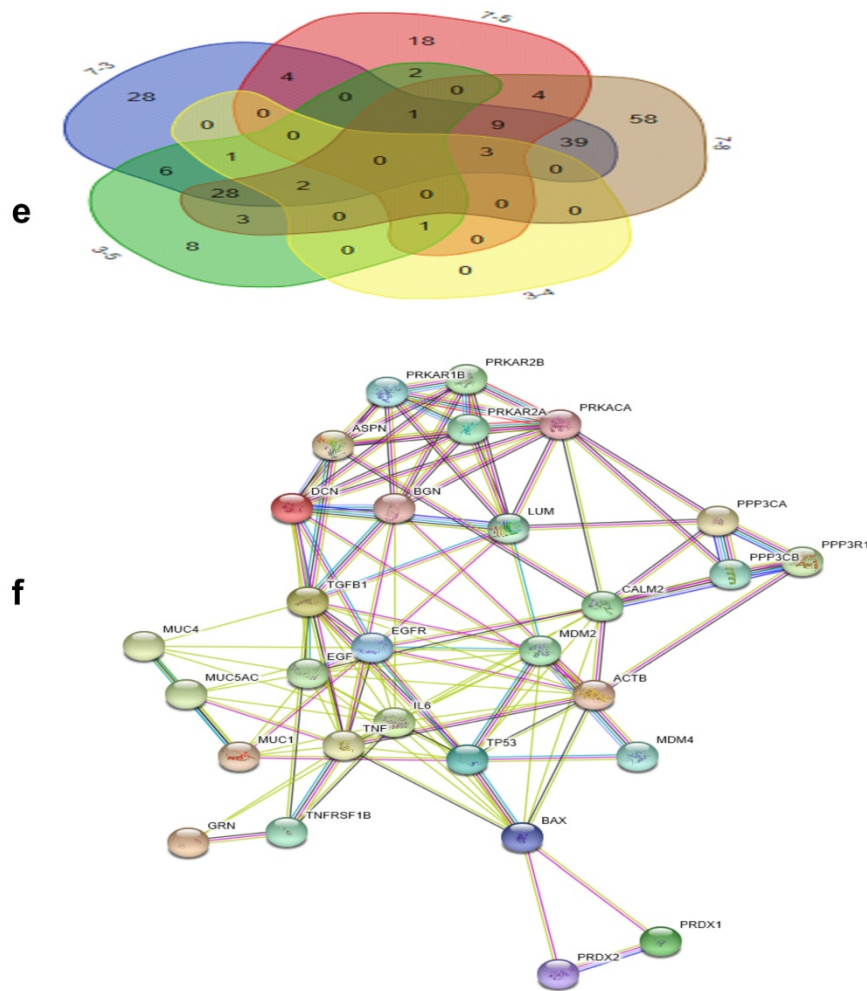 7-5
18
7-3
2
4
28
0
0
4
58
1
0
9
0
0
39
7-8
1
0
3
6
0
28
2
0
0
3
0
0
e
8
1
3-5
0
0
0
3-4
PRKAR2B
PRKAR1B
PRKAR2A
PRKACA
ASPN
DCN
BGN
LUM
PPP3CA
PPP3CB
PPP3R1
TGFB1
CALM2
f
MUC4
EGFR
MDM2
EGF
MUC5AC
ACTB
IL6
MUC1
TNF
TP53
MDM4
GRN
TNFRSF1B
BAX
PRDX1
PRDX2